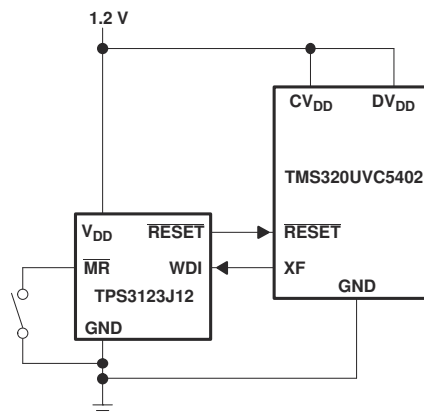 1.2 V
CVDD DVDD
TMS320UVC5402
VDD RESET RESET
MR WDI XF
TPS3123J12
GND GND